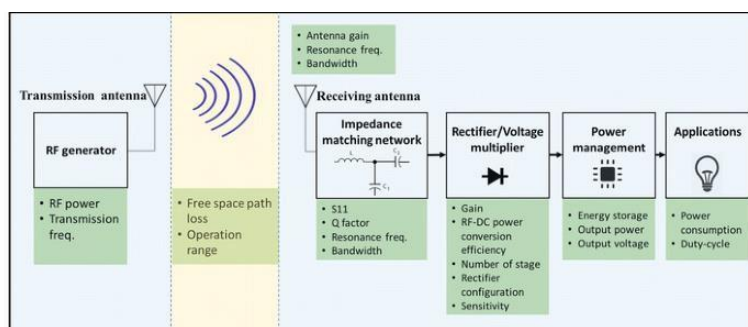 • Antenna gain
• Resonance freq.
• Bandwidth
Transmission antenna
Receiving antenna
RF generator
• RF power
• Transmission
freq.
• Free space path
loss
• Operation
range
Impedance
matching network
L
C₂
C₁
• S11
• Q factor
• Resonance freq.
• Bandwidth
Rectifier/Voltage
multiplier
• Gain
• RF-DC power
conversion
efficiency
• Number of stage
• Rectifier
configuration
• Sensitivity
Power
management
• Energy storage
• Output power
• Output voltage
Applications
• Power
consumption
• Duty-cycle